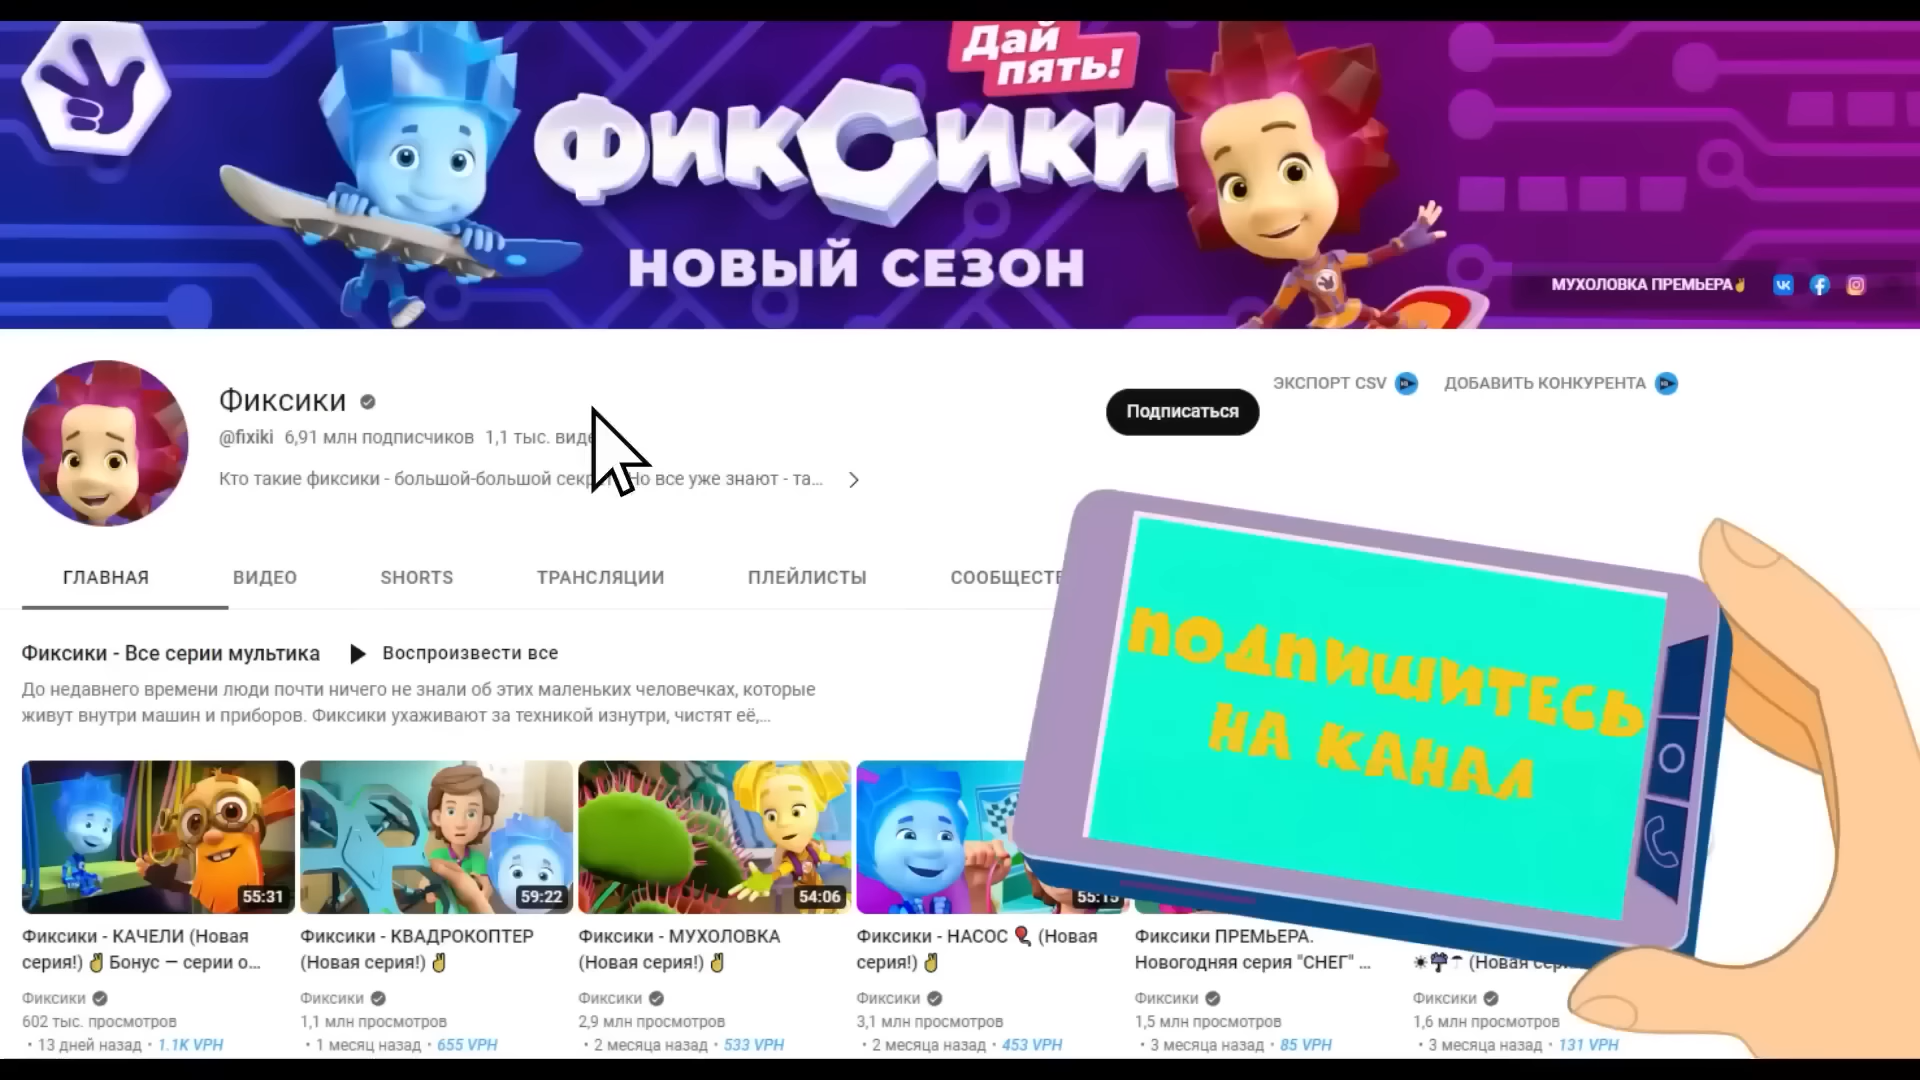 Дай
пять!
ФИКСИКИ
НОВЫЙ СЕЗОН
МУХОЛОВКА ПРЕМЬЕРА✌
Фиксики
@fixiki 6,91 млн подписчиков 1,1 тыс.
Кто такие фиксики - большой-большой Но все уже знают - та...
Подписаться
ЭКСПОРТ CSV
ДОБАВИТЬ КОНКУРЕНТА
ГЛАВНАЯ ВИДЕО SHORTS ТРАНСЛЯЦИИ ПЛЕЙЛИСТЫ
Фиксики - Все серии мультика
Воспроизвести все
До недавнего времени люди почти ничего не знали об этих маленьких человечках, которые
живут внутри машин и приборов. Фиксики ухаживают за техникой изнутри, чистят её,...
ПОДПИШИТЕСЬ
НА КАНАЛ
55:31
59:22
54:06
55:15
Фиксики - КАЧЕЛИ (Новая
серия!) ✌ Бонус — серии о...
Фиксики
602 тыс. просмотров
• 13 дней назад • 1.1K VPH
Фиксики - КВАДРОКОПТЕР
(Новая серия!) ✌
Фиксики
1,1 млн просмотров
• 1 месяц назад • 655 VPH
Фиксики - МУХОЛОВКА
(Новая серия!) ✌
Фиксики
2,9 млн просмотров
• 2 месяца назад • 533 VPH
Фиксики - НАСОС 🎈 (Новая
серия!) ✌
Фиксики
3,1 млн просмотров
• 2 месяца назад • 453 VPH
Фиксики ПРЕМЬЕРА.
Новогодняя серия "СНЕГ" ...
Фиксики
1,5 млн просмотров
• 3 месяца назад • 85 VPH
(Новая
Фиксики
1,6 млн просмотров
• 3 месяца назад • 131 VPH